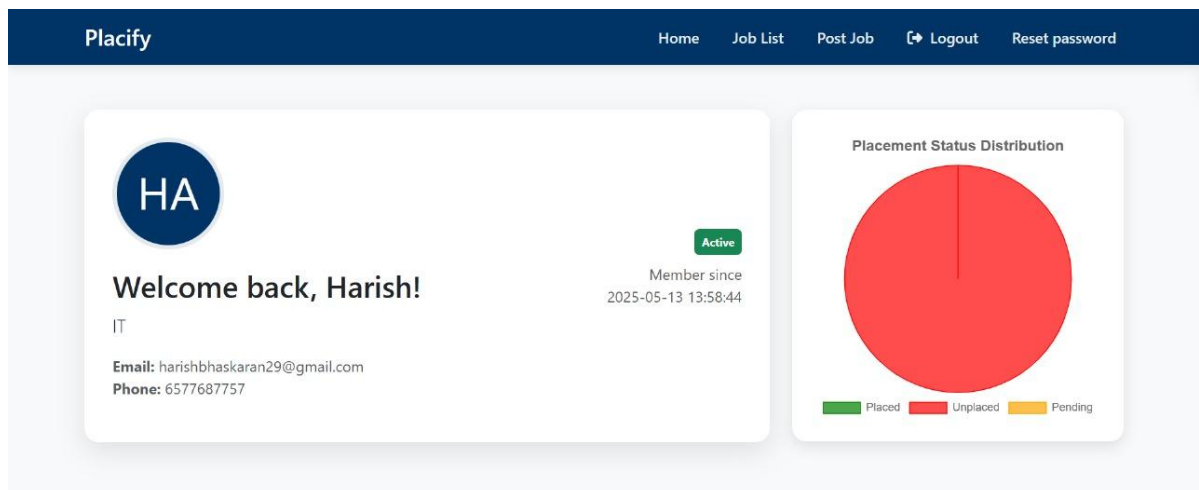 Placify
Home Job List Post Job Logout Reset password
HA
Welcome back, Harish!
IT
Email: harishbhaskaran29@gmail.com
Phone: 6577687757
Active
Member since
2025-05-13 13:58:44
Placement Status Distribution
Placed Unplaced Pending